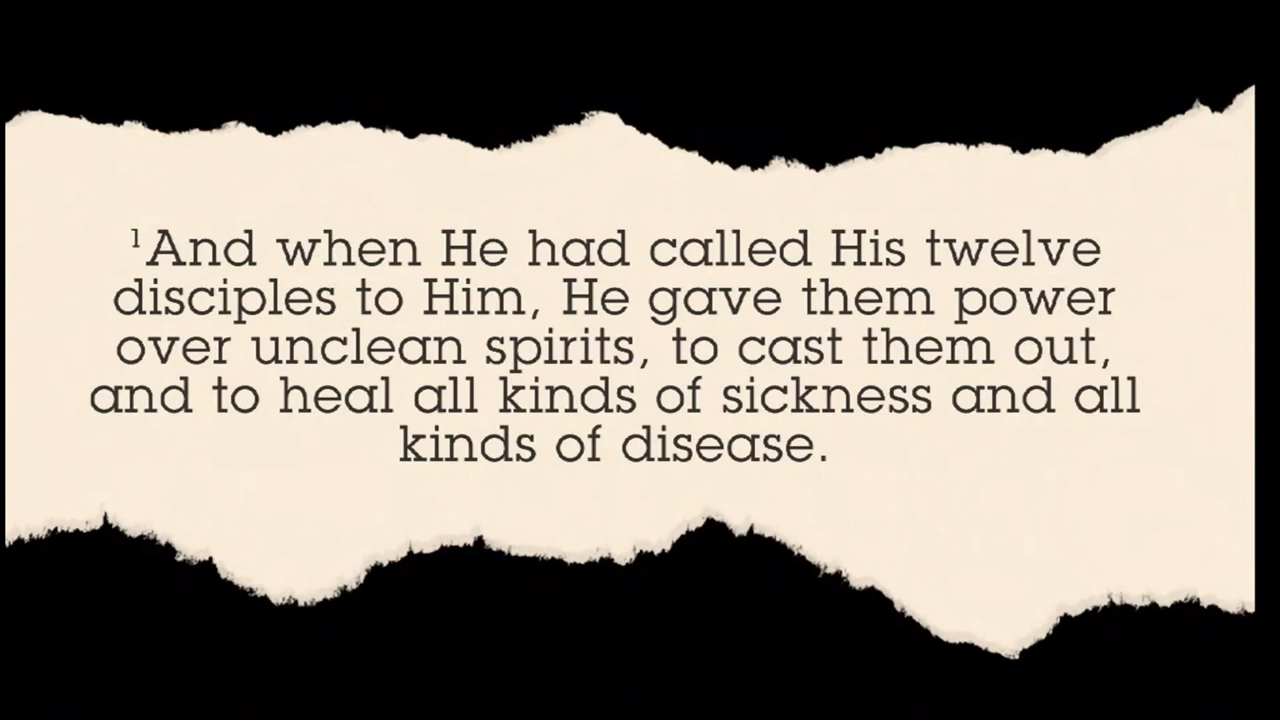 ¹And when He had called His twelve
disciples to Him, He gave them power
over unclean spirits, to cast them out,
and to heal all kinds of sickness and all
kinds of disease.